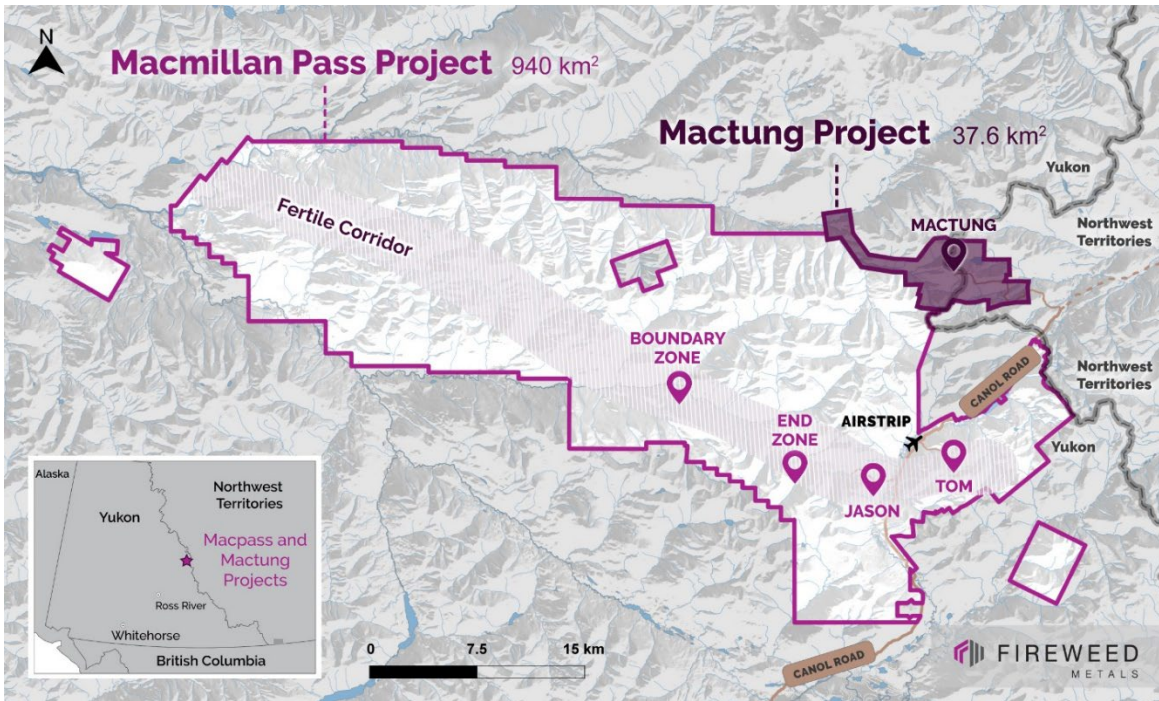 N
Macmillan Pass Project 940 km²
Mactung Project 37.6 km²
Yukon
Northwest
Territories
MACTUNG
Fertile Corridor
BOUNDARY
ZONE
Northwest
Territories
CANOL ROAD
AIRSTRIP
END
ZONE
Yukon
TOM
JASON
Alaska
Northwest
Territories
Yukon
Macpass and
Mactung
Projects
Ross River
Whitehorse
British Columbia
0 7.5 15 km
CANOL ROAD
FIREWEED
METALS